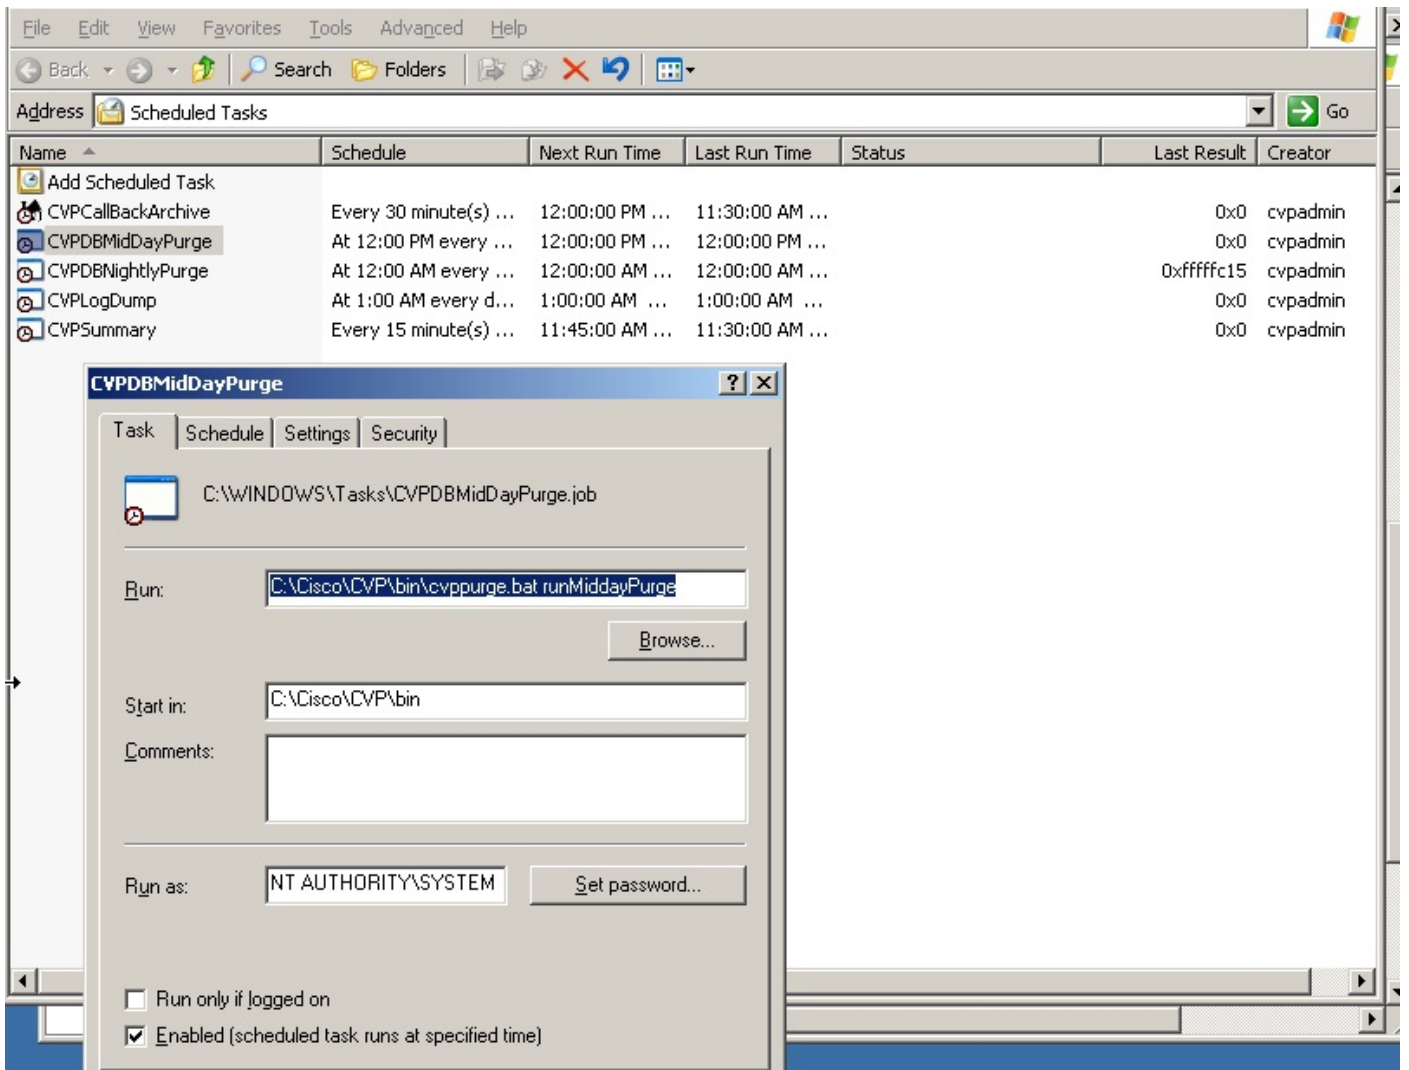 File Edit View Favorites Tools Advanced Help
Back Search Folders
Address Scheduled Tasks Go
Name Schedule Next Run Time Last Run Time Status Last Result Creator
Add Scheduled Task
CVPCallBackArchive Every 30 minute(s) ... 12:00:00 PM ... 11:30:00 AM ... 0x0 cvpadmin
CVPDBMidDayPurge At 12:00 PM every ... 12:00:00 PM ... 12:00:00 PM ... 0x0 cvpadmin
CVPDBNightlyPurge At 12:00 AM every ... 12:00:00 AM ... 12:00:00 AM ... 0xfffffc15 cvpadmin
CVPLogDump At 1:00 AM every d... 1:00:00 AM ... 1:00:00 AM ... 0x0 cvpadmin
CVPSummary Every 15 minute(s) ... 11:45:00 AM ... 11:30:00 AM ... 0x0 cvpadmin
CVPDBMidDayPurge
Task Schedule Settings Security
C:\WINDOWS\Tasks\CVPDBMidDayPurge.job
Run: C:\Cisco\CVP\bin\cvppurge.bat runMiddayPurge
Browse...
Start in: C:\Cisco\CVP\bin
Comments:
Run as: NT AUTHORITY\SYSTEM Set password...
Run only if logged on
Enabled (scheduled task runs at specified time)